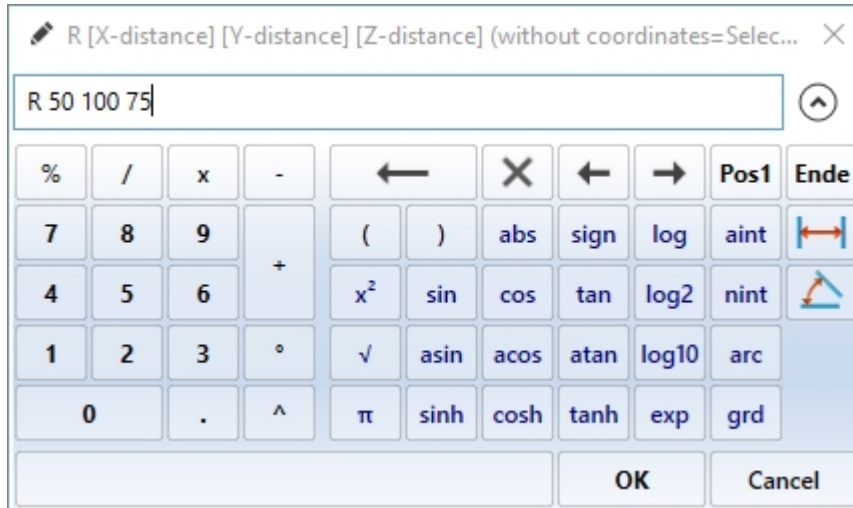 R [X-distance] [Y-distance] [Z-distance] (without coordinates=Selec...
R 50 100 75
% / x - Pos1 Ende
7 8 9 + ( ) abs sign log aint
4 5 6 x² sin cos tan log2 nint
1 2 3 ° √ asin acos atan log10 arc
0 . ^ π sinh cosh tanh exp grd
OK Cancel